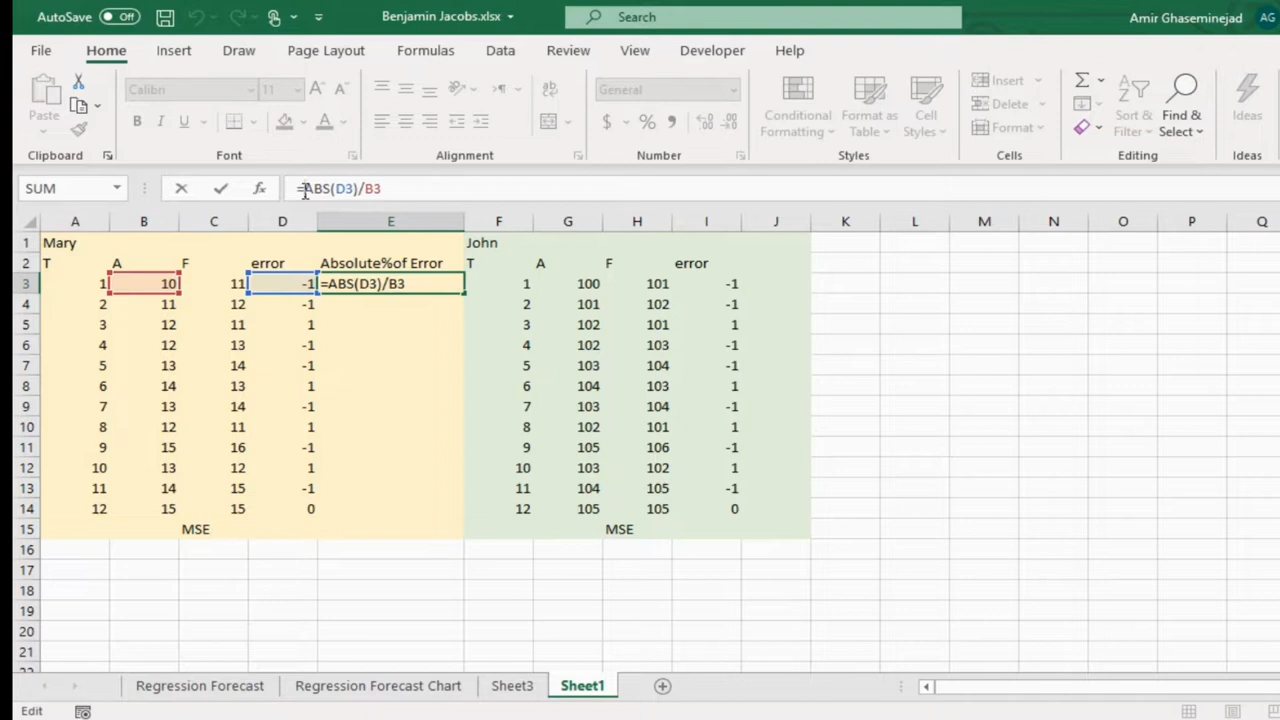 AutoSave Off Benjamin Jacobs.xlsx Search Amir Ghaseminejad AG
File Home Insert Draw Page Layout Formulas Data Review View Developer Help
Calibri 11 General Insert
Paste Conditional Formatting Format as Table Cell Styles Delete Sort & Filter Find & Select Ideas
Format
Clipboard Font Alignment Number Styles Cells Editing Ideas
SUM fx =ABS(D3)/B3
A B C D E F G H I J K L M N O P Q
1 Mary John
2 T A F error Absolute%of Error T A F error
3 1 10 11 -1 =ABS(D3)/B3 1 100 101 -1
4 2 11 12 -1 2 101 102 -1
5 3 12 11 1 3 102 101 1
6 4 12 13 -1 4 102 103 -1
7 5 13 14 -1 5 103 104 -1
8 6 14 13 1 6 104 103 1
9 7 13 14 -1 7 103 104 -1
10 8 12 11 1 8 102 101 1
11 9 15 16 -1 9 105 106 -1
12 10 13 12 1 10 103 102 1
13 11 14 15 -1 11 104 105 -1
14 12 15 15 0 12 105 105 0
15 MSE MSE
16
17
18
19
20
21
Regression Forecast Regression Forecast Chart Sheet3 Sheet1
Edit